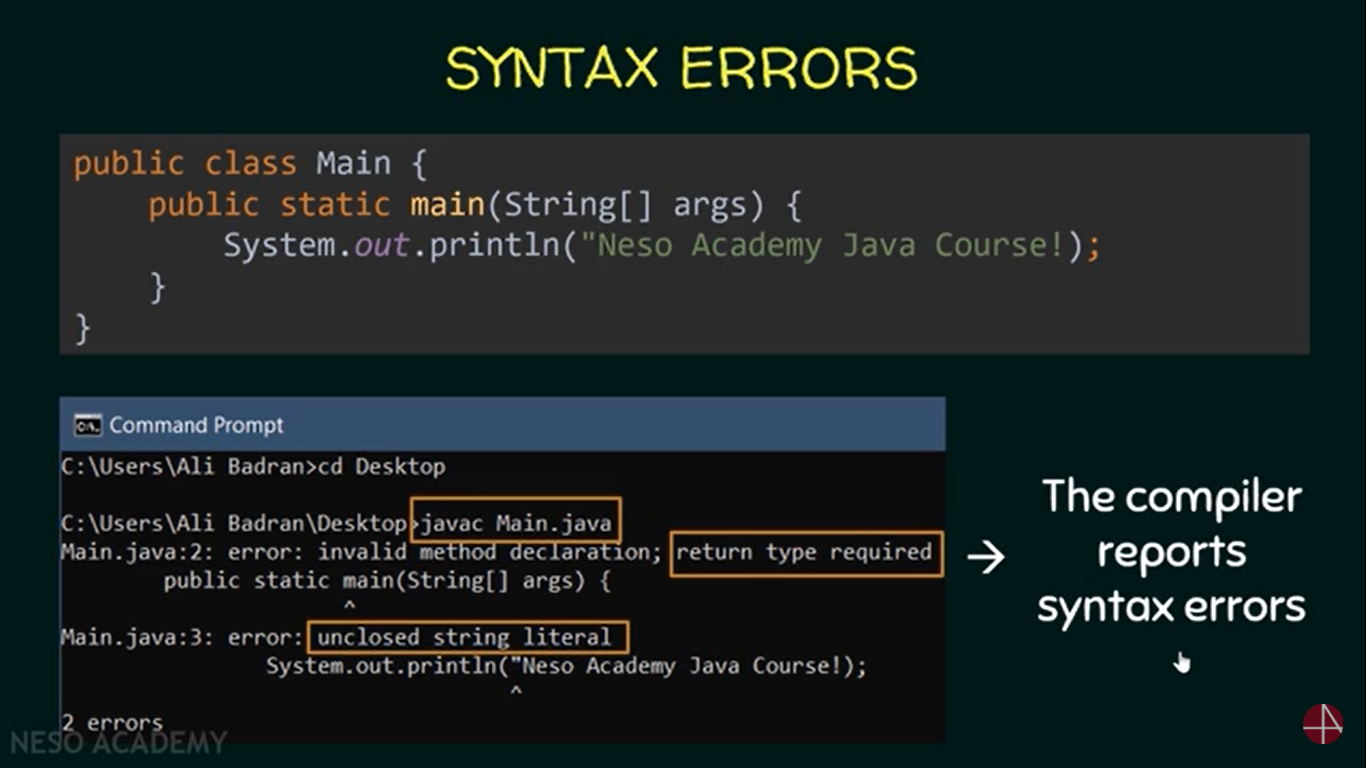 SYNTAX ERRORS
public class Main {
public static main(String[] args) {
System.out.println("Neso Academy Java Course!);
}
}
Command Prompt
C:\Users\Ali Badran>cd Desktop
C:\Users\Ali Badran\Desktop>javac Main.java
Main.java:2: error: invalid method declaration; return type required
public static main(String[] args) {
^
Main.java:3: error: unclosed string literal
System.out.println("Neso Academy Java Course!);
^
2 errors
The compiler
reports
syntax errors
NESO ACADEMY